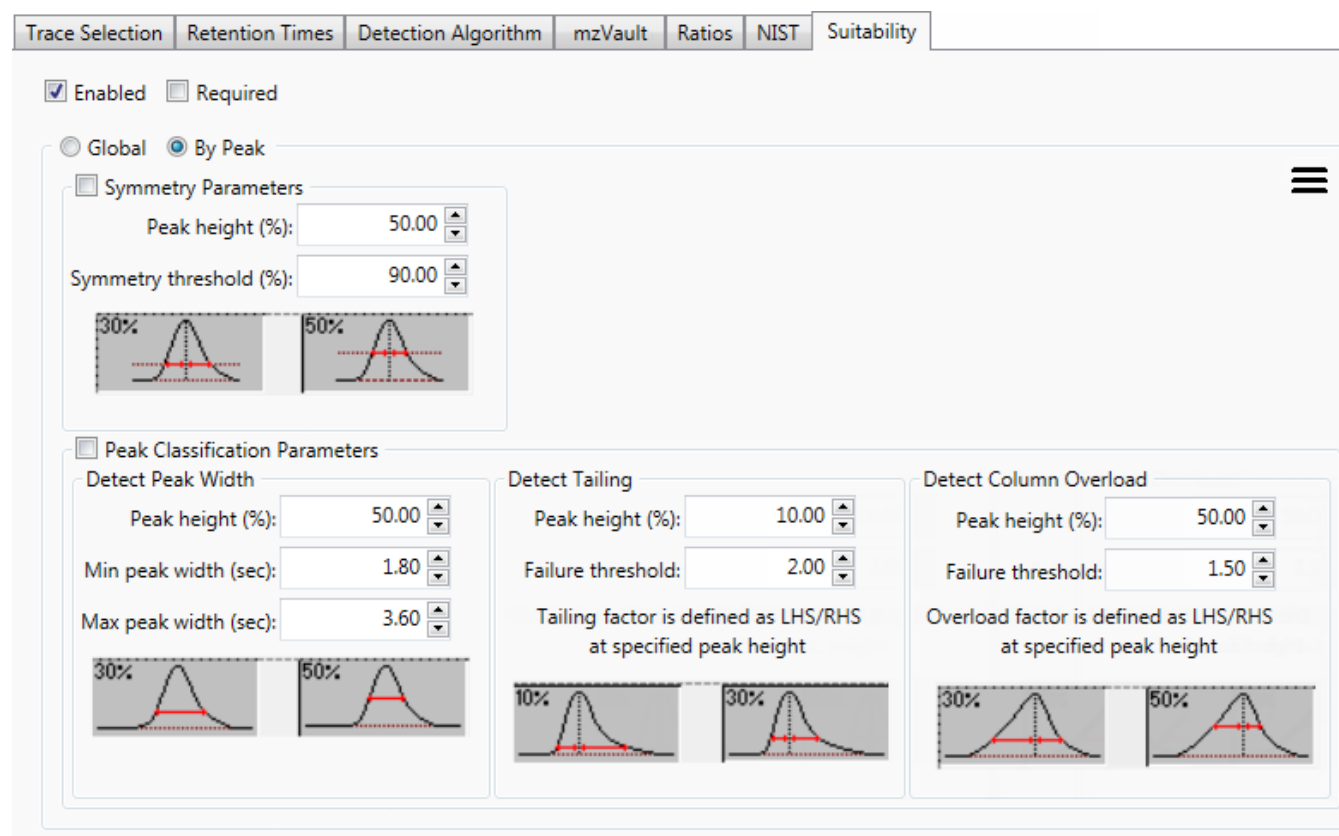 Trace Selection Retention Times Detection Algorithm mzVault Ratios NIST Suitability
Enabled Required
Global By Peak
Symmetry Parameters
Peak height (%): 50.00
Symmetry threshold (%): 90.00
30% 50%
Peak Classification Parameters
Detect Peak Width
Peak height (%): 50.00
Min peak width (sec): 1.80
Max peak width (sec): 3.60
30% 50%
Detect Tailing
Peak height (%): 10.00
Failure threshold: 2.00
Tailing factor is defined as LHS/RHS
at specified peak height
10% 30%
Detect Column Overload
Peak height (%): 50.00
Failure threshold: 1.50
Overload factor is defined as LHS/RHS
at specified peak height
30% 50%